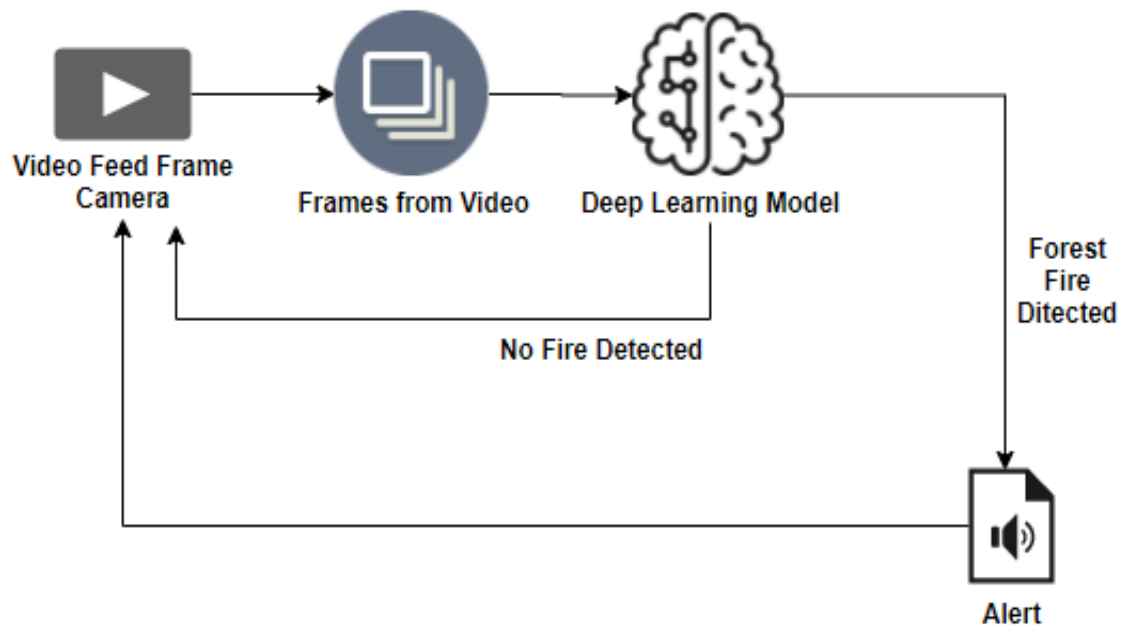 Video Feed Frame
Camera
Frames from Video
Deep Learning Model
Forest
Fire
Ditected
No Fire Detected
Alert